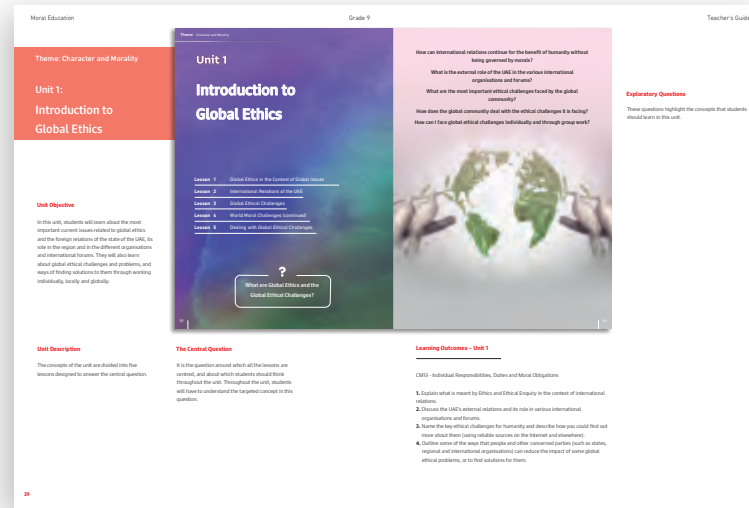 Moral Education
Grade 9
Teacher's Guide
Theme: Character and Morality
Unit 1:
Introduction to
Global Ethics
Theme Character and Morality
Unit 1
Introduction to
Global Ethics
Lesson 1 Global Ethics in the Context of Global Issues
Lesson 2 International Relations of the UAE
Lesson 3 Global Ethical Challenges
Lesson 4 World Moral Challenges (continued)
Lesson 5 Dealing with Global Ethical Challenges
?
What are Global Ethics and the
Global Ethical Challenges?
How can international relations continue for the benefit of humanity without
being governed by morals?
What is the external role of the UAE in the various international
organisations and forums?
What are the most important ethical challenges faced by the global
community?
How does the global community deal with the ethical challenges it is facing?
How can I face global ethical challenges individually and through group work?
Exploratory Questions
These questions highlight the concepts that students
should learn in this unit.
Unit Objective
In this unit, students will learn about the most
important current issues related to global ethics
and the foreign relations of the state of the UAE, its
role in the region and in the different organisations
and international forums. They will also learn
about global ethical challenges and problems, and
ways of finding solutions to them through working
individually, locally and globally.
Unit Description
The concepts of the unit are divided into five
lessons designed to answer the central question.
The Central Question
It is the question around which all the lessons are
centred, and about which students should think
throughout the unit. Throughout the unit, students
will have to understand the targeted concept in this
question.
Learning Outcomes – Unit 1
CM13 - Individual Responsibilities, Duties and Moral Obligations
1. Explain what is meant by Ethics and Ethical Enquiry in the context of international
relations.
2. Discuss the UAE's external relations and its role in various international
organisations and forums.
3. Name the key ethical challenges for humanity and describe how you could find out
more about them (using reliable sources on the Internet and elsewhere).
4. Outline some of the ways that people and other concerned parties (such as states,
regional and international organisations) can reduce the impact of some global
ethical problems, or to find solutions for them.